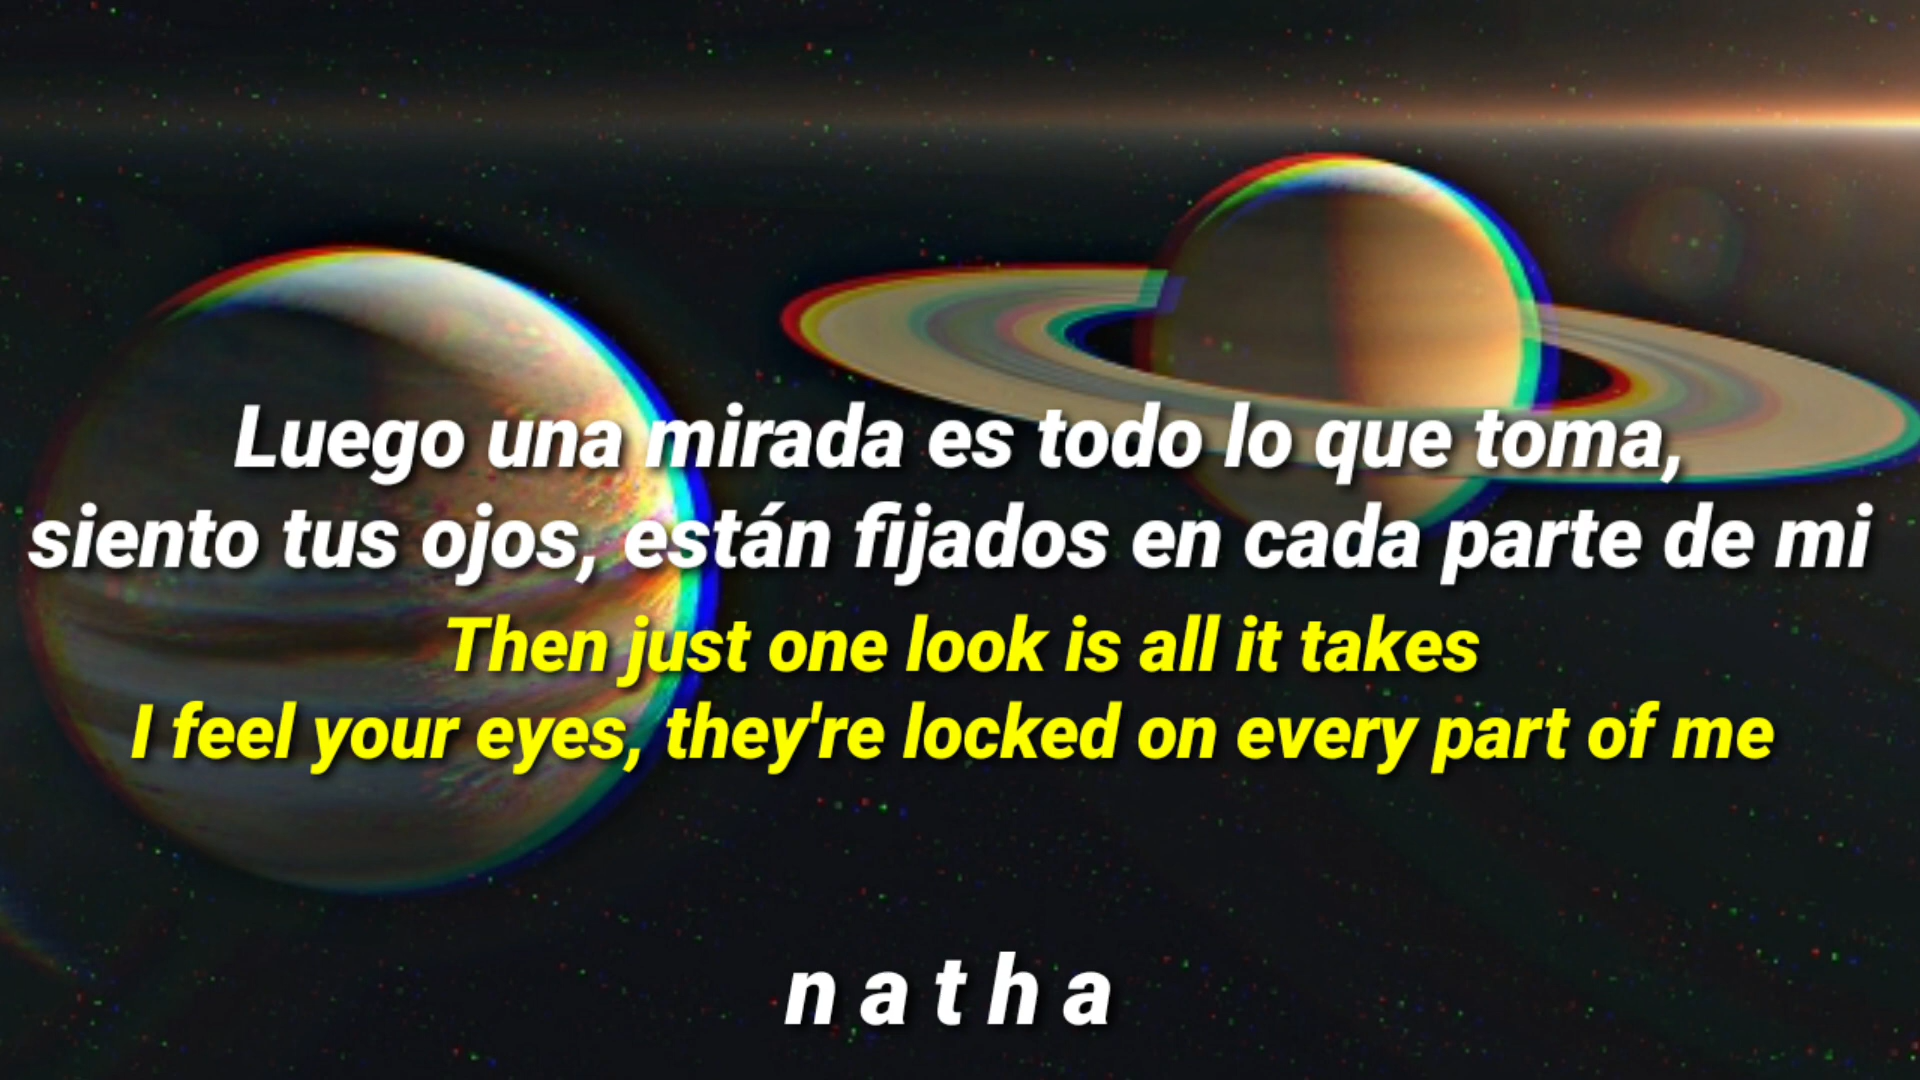 Luego una mirada es todo lo que toma,
siento tus ojos, están fijados en cada parte de mi
Then just one look is all it takes
I feel your eyes, they're locked on every part of me
natha